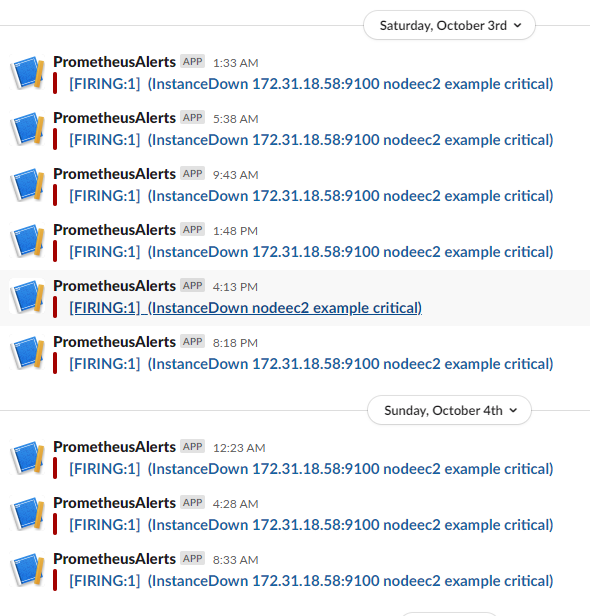 Saturday, October 3rd
PrometheusAlerts APP 1:33 AM
[FIRING:1] (InstanceDown 172.31.18.58:9100 nodeec2 example critical)
PrometheusAlerts APP 5:38 AM
[FIRING:1] (InstanceDown 172.31.18.58:9100 nodeec2 example critical)
PrometheusAlerts APP 9:43 AM
[FIRING:1] (InstanceDown 172.31.18.58:9100 nodeec2 example critical)
PrometheusAlerts APP 1:48 PM
[FIRING:1] (InstanceDown 172.31.18.58:9100 nodeec2 example critical)
PrometheusAlerts APP 4:13 PM
[FIRING:1] (InstanceDown nodeec2 example critical)
PrometheusAlerts APP 8:18 PM
[FIRING:1] (InstanceDown 172.31.18.58:9100 nodeec2 example critical)
Sunday, October 4th
PrometheusAlerts APP 12:23 AM
[FIRING:1] (InstanceDown 172.31.18.58:9100 nodeec2 example critical)
PrometheusAlerts APP 4:28 AM
[FIRING:1] (InstanceDown 172.31.18.58:9100 nodeec2 example critical)
PrometheusAlerts APP 8:33 AM
[FIRING:1] (InstanceDown 172.31.18.58:9100 nodeec2 example critical)